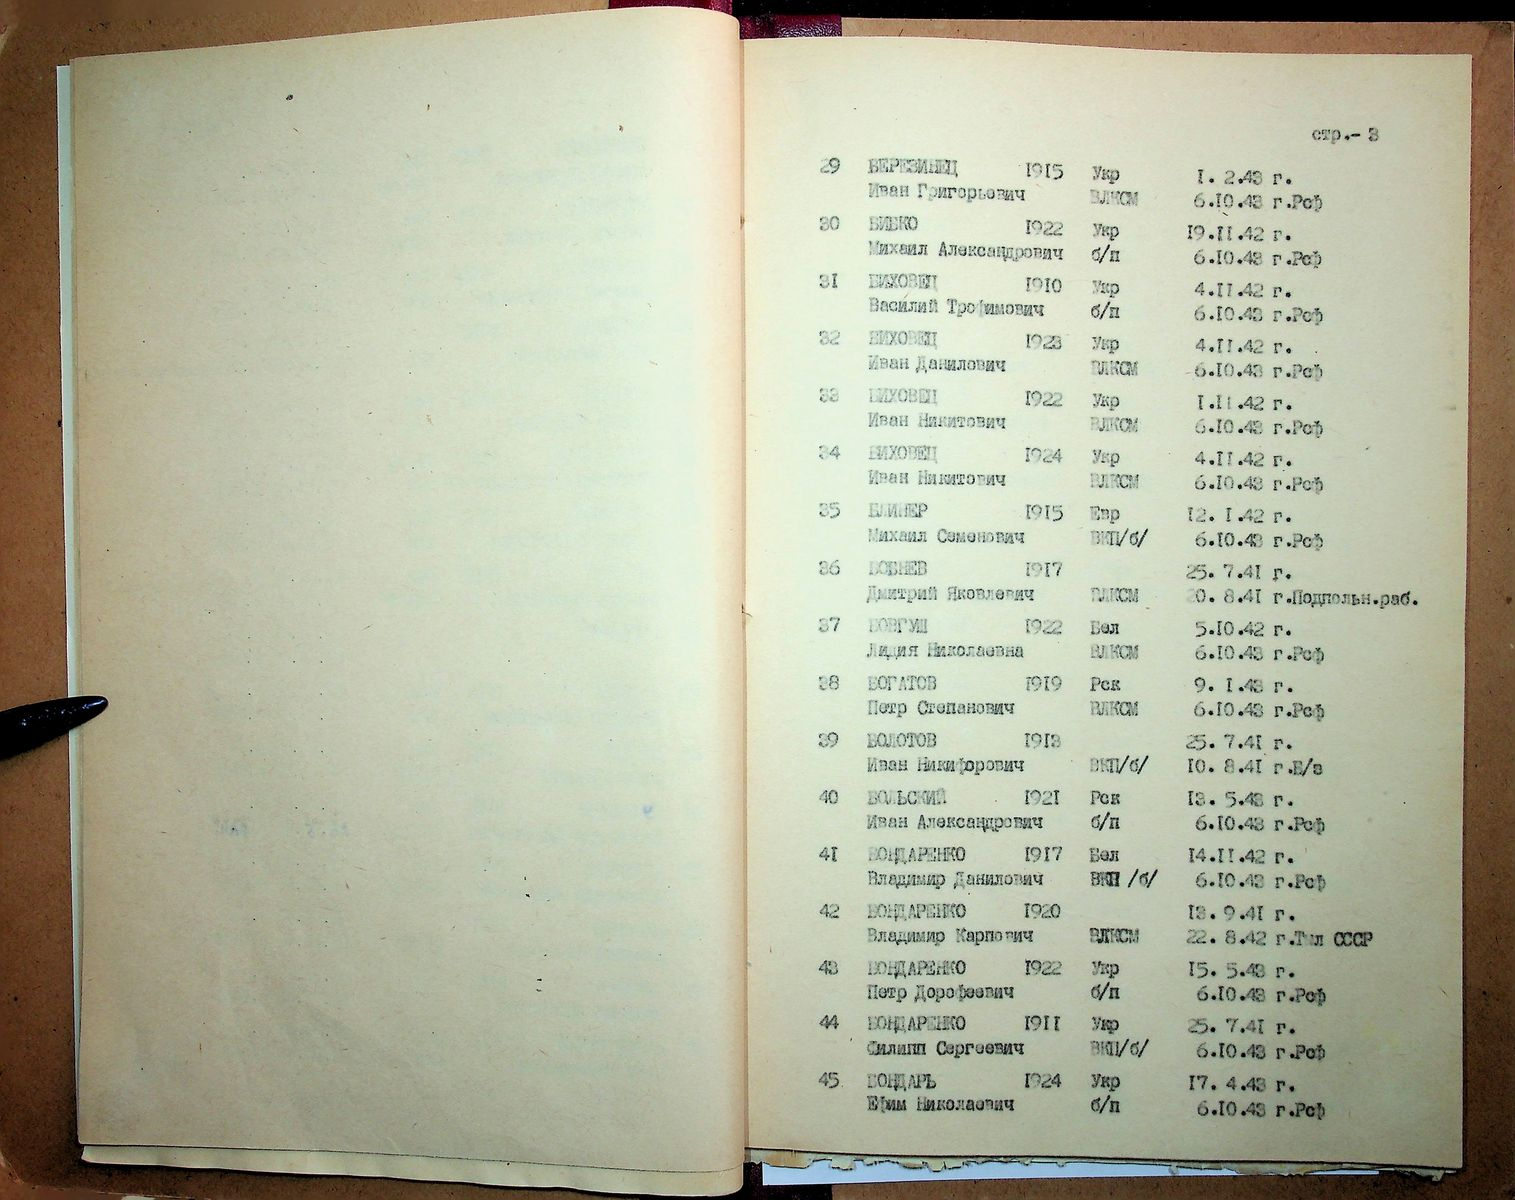 стр.- 3
29 БЕРЕЗИНЕЦ 1915 Укр 1. 2.43 г.
Иван Григорьевич ВЛКСМ 6.10.43 г.Рсф
30 БИБКО 1922 Укр 19.11.42 г.
Михаил Александрович б/п 6.10.43 г.Рсф
31 БИХОВЕЦ 1910 Укр 4.11.42 г.
Василий Трофимович б/п 6.10.43 г.Рсф
32 БИХОВЕЦ 1923 Укр 4.11.42 г.
Иван Данилович ВЛКСМ 6.10.43 г.Рсф
33 БИХОВЕЦ 1922 Укр 1.11.42 г.
Иван Никитович ВЛКСМ 6.10.43 г.Рсф
34 БИХОВЕЦ 1924 Укр 4.11.42 г.
Иван Никитович ВЛКСМ 6.10.43 г.Рсф
35 БЛИНЕР 1915 Евр 12. 1.42 г.
Михаил Семенович ВКП/б/ 6.10.43 г.Рсф
36 БОБНЕВ 1917 25. 7.41 г.
Дмитрий Яковлевич ВЛКСМ 20. 8.41 г.Подпольн.раб.
37 БОВГУШ 1922 Бел 5.10.42 г.
Лидия Николаевна ВЛКСМ 6.10.43 г.Рсф
38 БОГАТОВ 1919 Рск 9. 1.43 г.
Петр Степанович ВЛКСМ 6.10.43 г.Рсф
39 БОЛОТОВ 1913 25. 7.41 г.
Иван Никифорович ВКП/б/ 10. 8.41 г.Б/з
40 БОЛЬСКИЙ 1921 Рск 13. 5.43 г.
Иван Александрович б/п 6.10.43 г.Рсф
41 БОНДАРЕНКО 1917 Бел 14.11.42 г.
Владимир Данилович ВКП /б/ 6.10.43 г.Рсф
42 БОНДАРЕНКО 1920 13. 9.41 г.
Владимир Карпович ВЛКСМ 22. 8.42 г.Тыл СССР
43 БОНДАРЕНКО 1922 Укр 15. 5.43 г.
Петр Дорофеевич б/п 6.10.43 г.Рсф
44 БОНДАРЕНКО 1911 Укр 25. 7.41 г.
Филипп Сергеевич ВКП/б/ 6.10.43 г.Рсф
45 БОНДАРЬ 1924 Укр 17. 4.43 г.
Ефим Николаевич б/п 6.10.43 г.Рсф